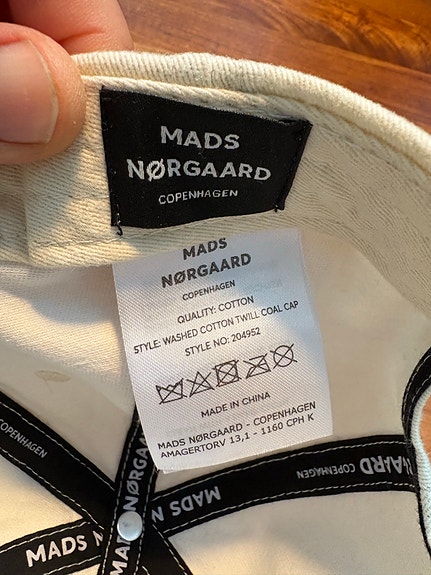 MADS
NØRGAARD
COPENHAGEN
MADS
NØRGAARD
COPENHAGEN
QUALITY: COTTON
STYLE: WASHED COTTON TWILL COAL CAP
STYLE NO: 204952
MADE IN CHINA
MADS NØRGAARD - COPENHAGEN
AMAGERTORV 13,1 - 1160 CPH K
COPENHAGEN
NØRGA
MADS
COPENHAGEN
MADS N
MA